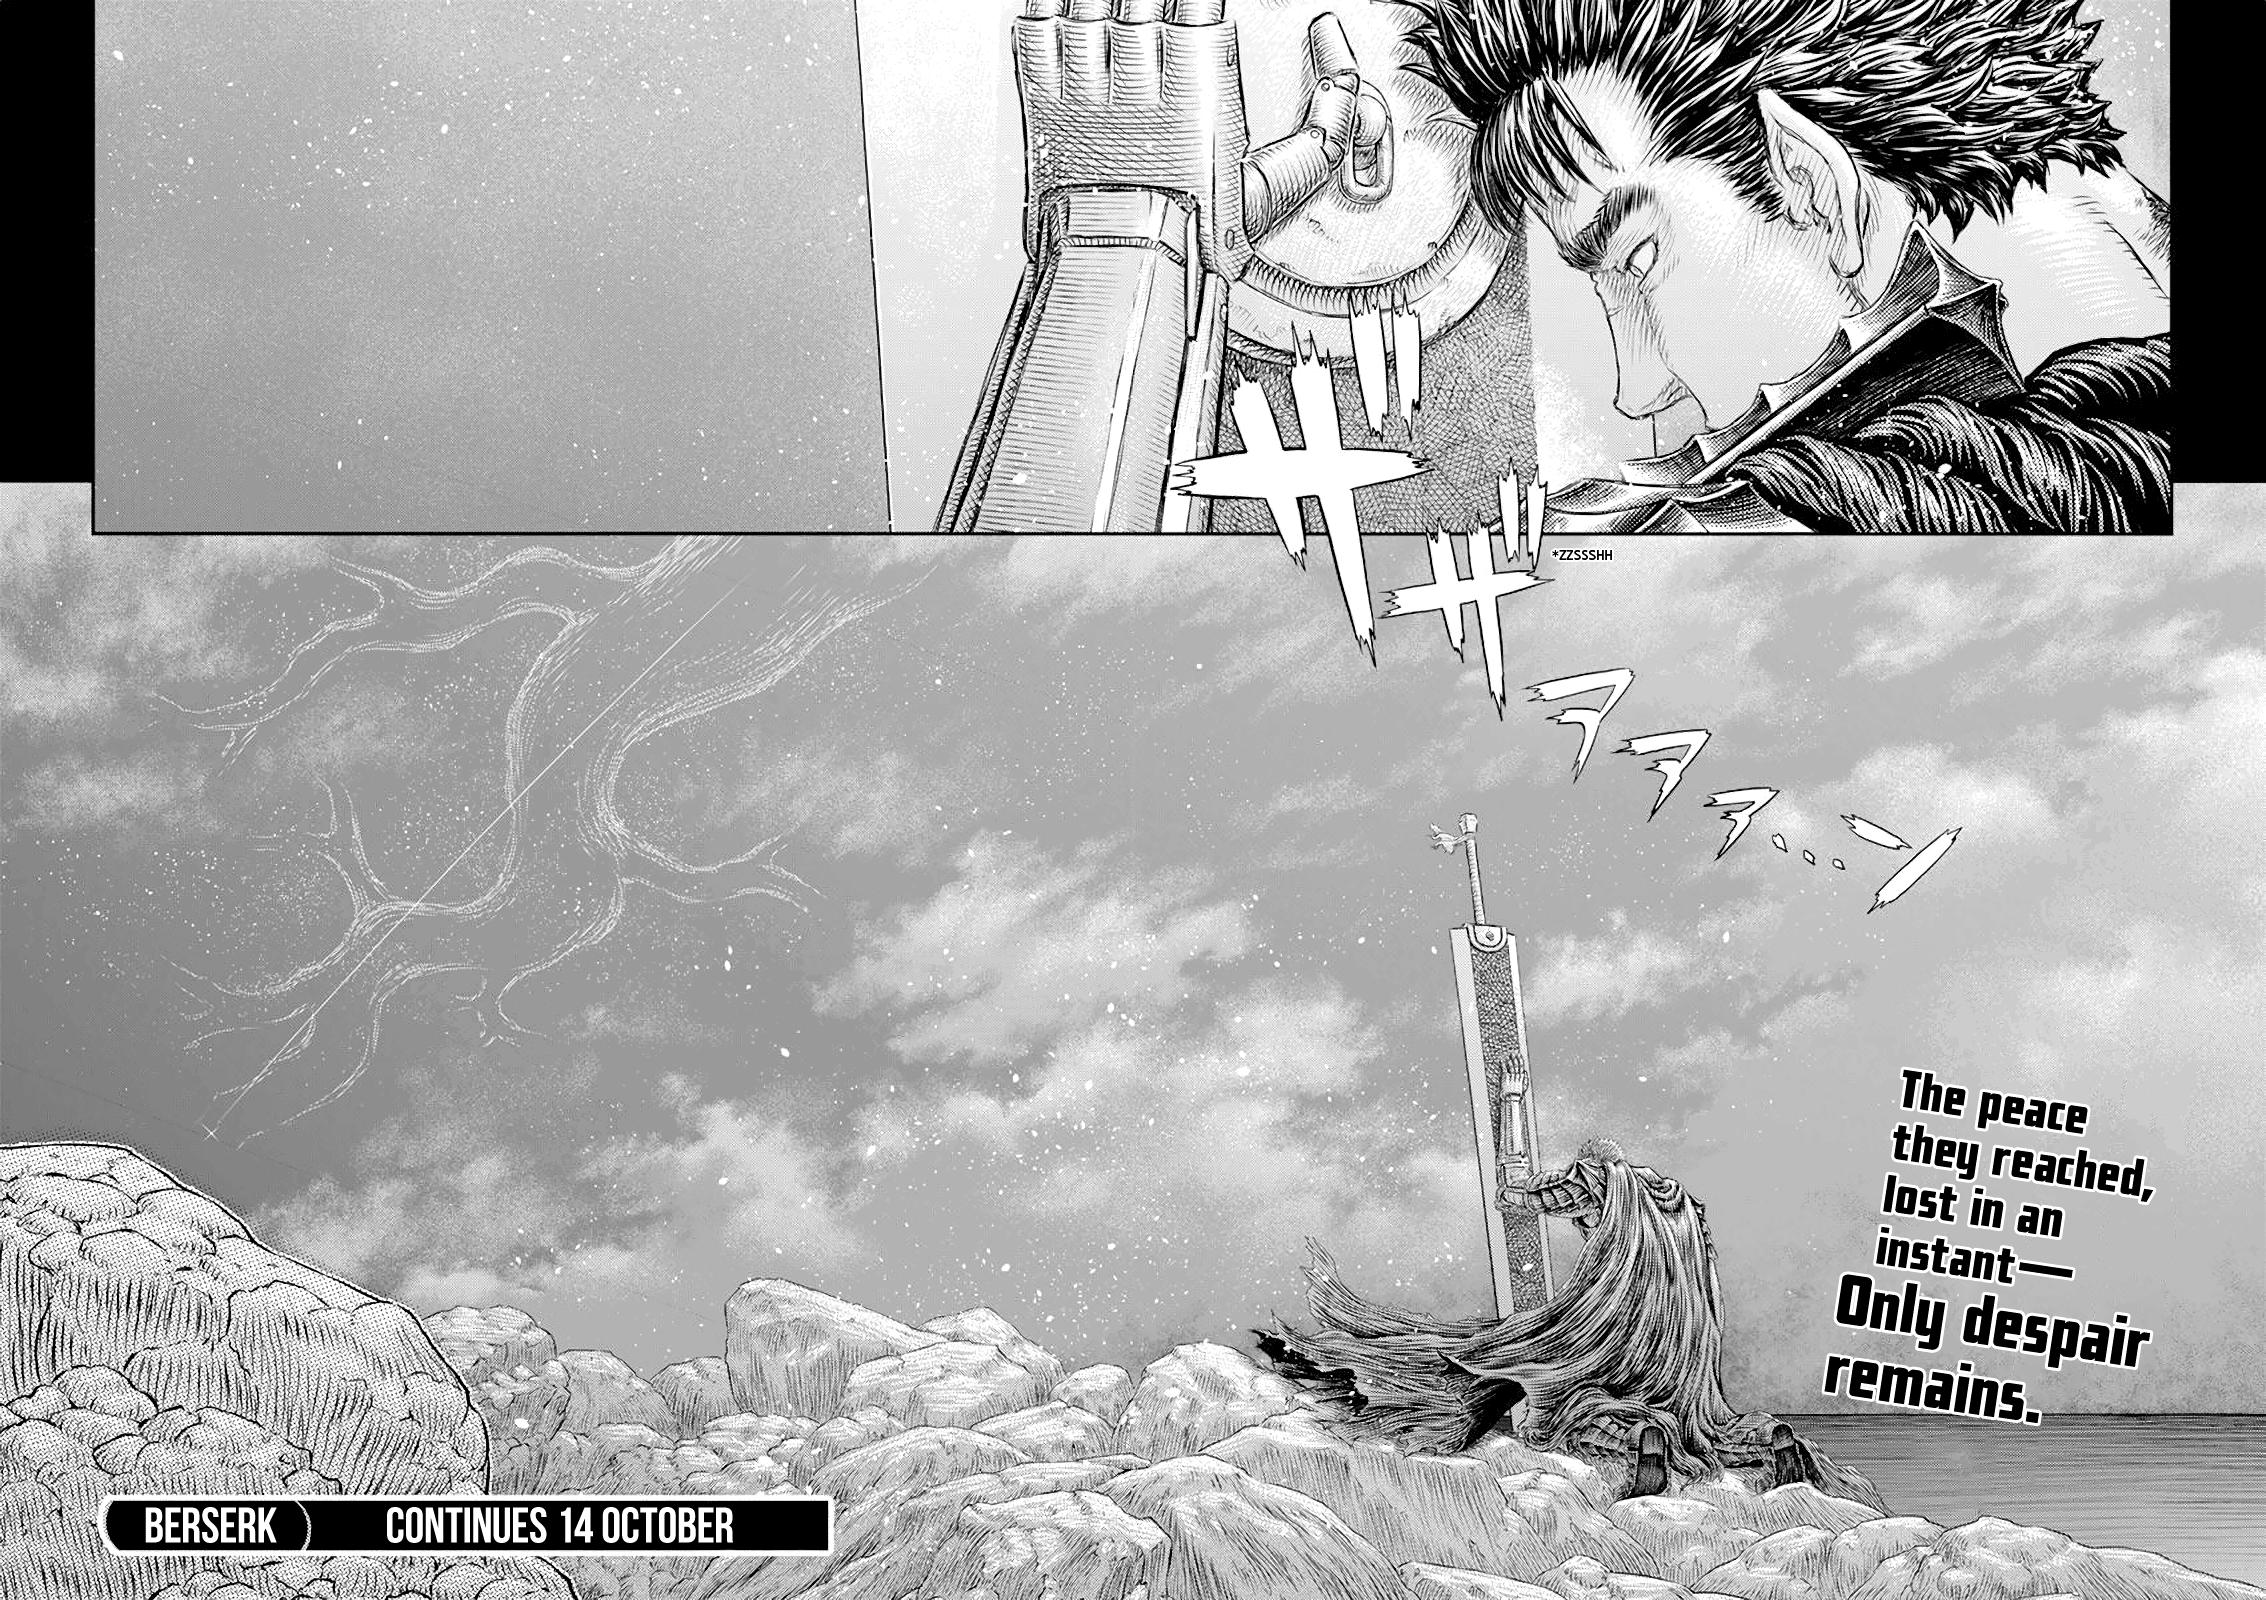 ザザザァァァ…ン
*ZZSSSHH
The peace
they reached,
lost in an
instant—
Only despair
remains.
BERSERK
CONTINUES 14 OCTOBER